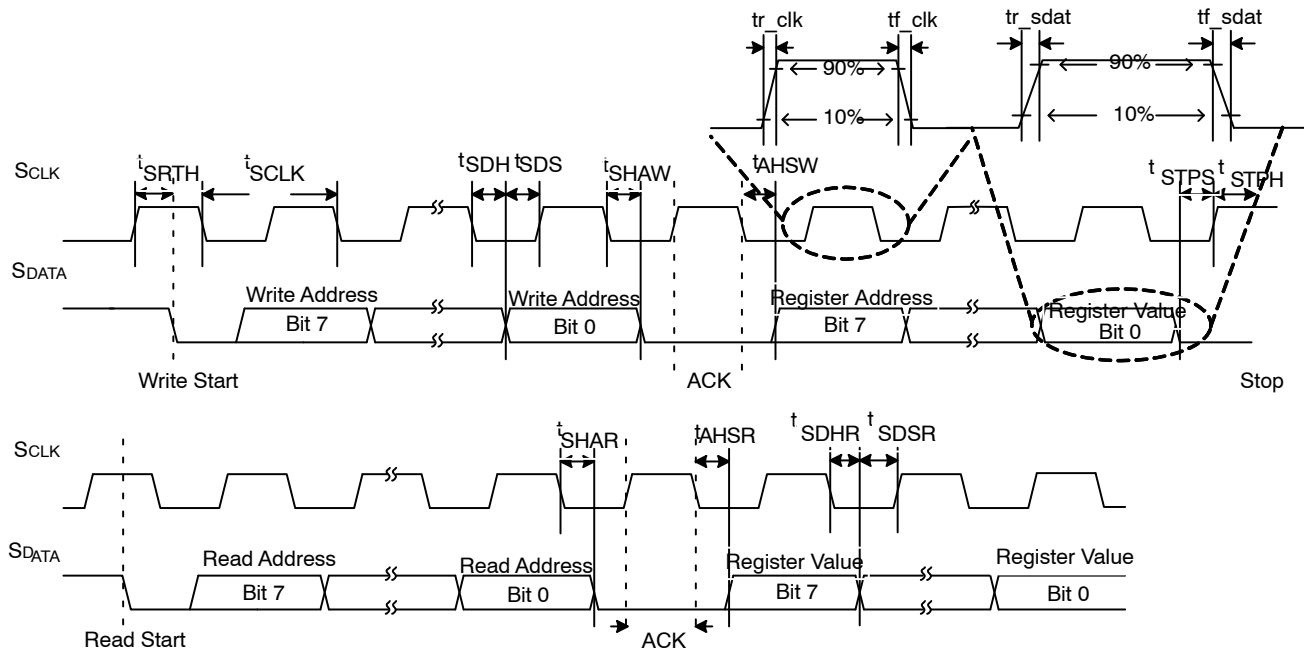 tr_clk tf_clk tr_sdat tf_sdat
90% 90%
10% 10%
SCLK tSRTH tSCLK tSDH tSDS tSHAW tAHSW tSTPS tSTPH
SDATA
Write Address Write Address Register Address Register Value
Bit 7 Bit 0 Bit 7 Bit 0
Write Start ACK Stop
SCLK tSHAR tAHSR tSDHR tSDSR
SDATA
Read Address Read Address Register Value Register Value
Bit 7 Bit 0 Bit 7 Bit 0
Read Start ACK